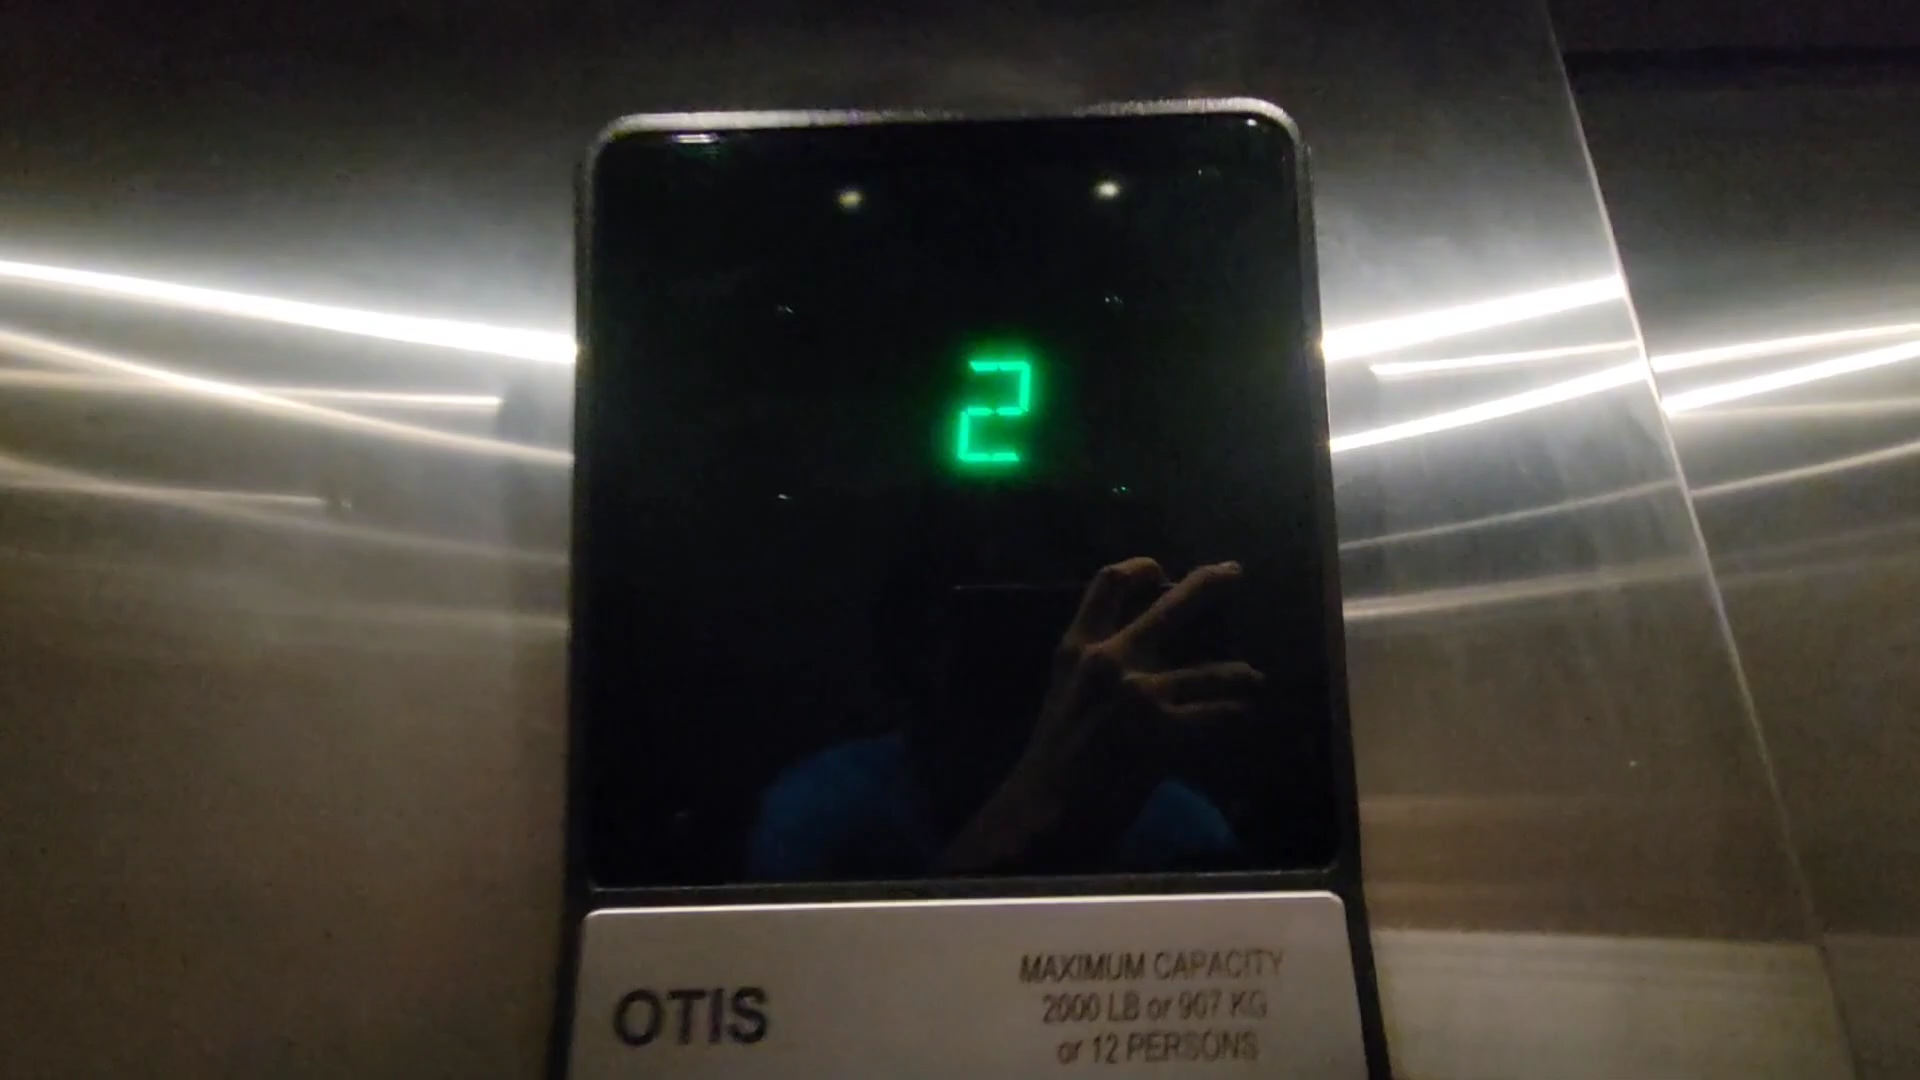 2
OTIS
MAXIMUM CAPACITY
2000 LB or 907 KG
or 12 PERSONS